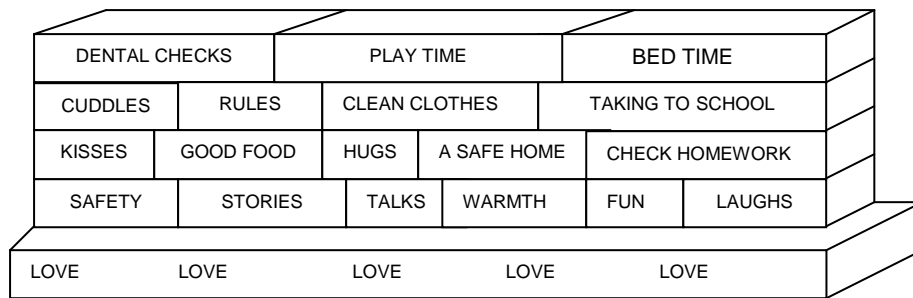 DENTAL CHECKS PLAY TIME BED TIME
CUDDLES RULES CLEAN CLOTHES TAKING TO SCHOOL
KISSES GOOD FOOD HUGS A SAFE HOME CHECK HOMEWORK
SAFETY STORIES TALKS WARMTH FUN LAUGHS
LOVE LOVE LOVE LOVE LOVE